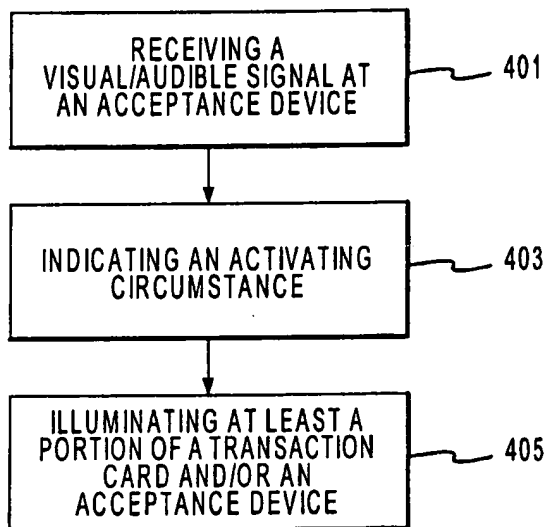 RECEIVING A
VISUAL/AUDIBLE SIGNAL AT
AN ACCEPTANCE DEVICE
401
INDICATING AN ACTIVATING
CIRCUMSTANCE
403
ILLUMINATING AT LEAST A
PORTION OF A TRANSACTION
CARD AND/OR AN
ACCEPTANCE DEVICE
405